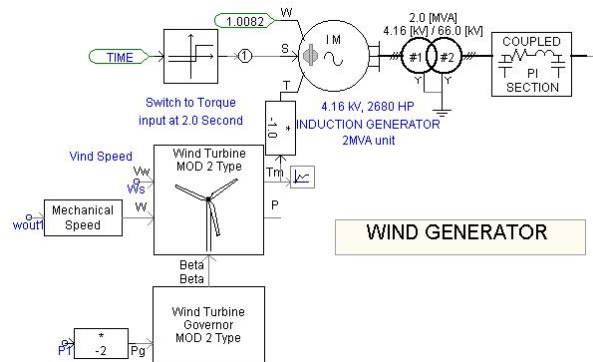 W
1.0082
2.0 [MVA]
4.16 [kV] / 66.0 [kV]
I M
TIME
S
1
#1
#2
COUPLED
PI
SECTION
T
Switch to Torque
input at 2.0 Second
*
-1.0
4.16 kV, 2680 HP
INDUCTION GENERATOR
2MVA unit
Vind Speed
Vw
Ws
Wind Turbine
MOD 2 Type
Tm
W
P
wout1
Mechanical
Speed
WIND GENERATOR
Beta
Beta
Wind Turbine
Governor
MOD 2 Type
P1
*
-2
Pg